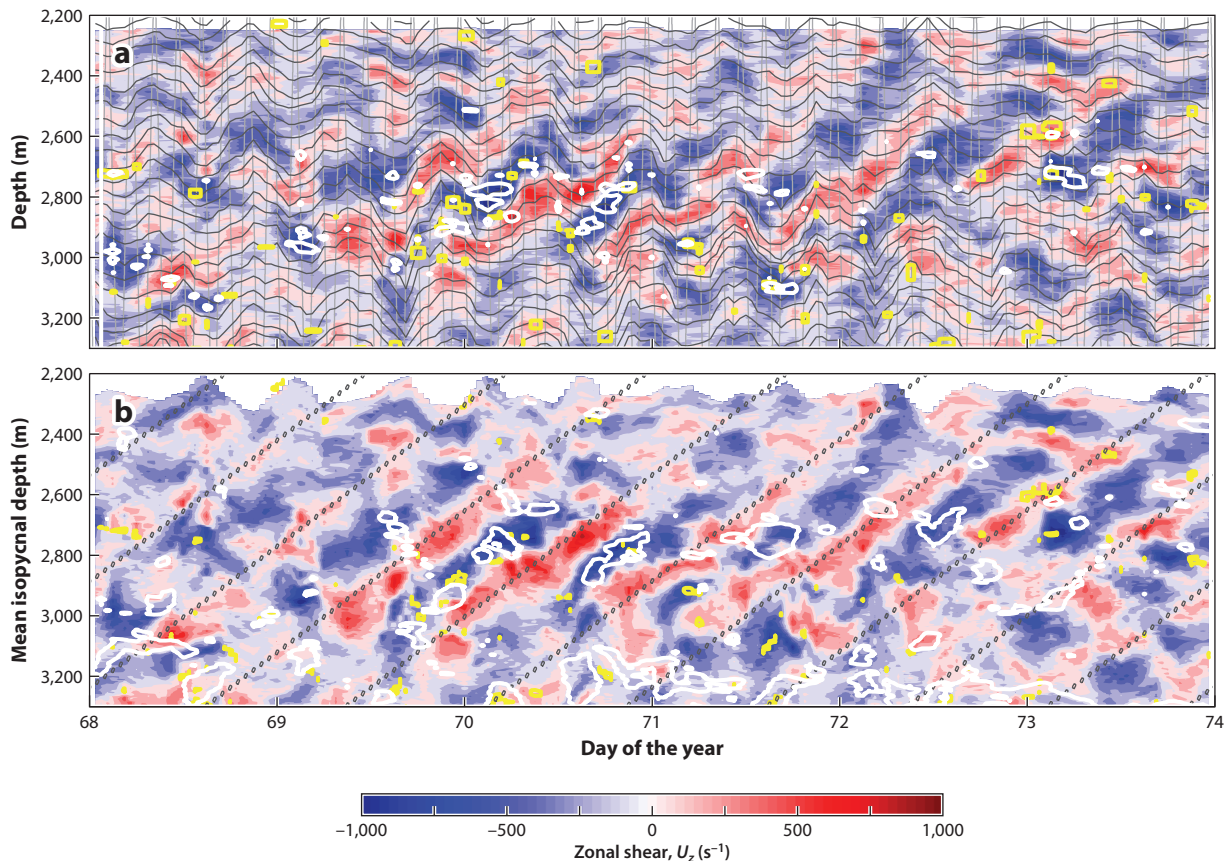 a
2,200
2,400
2,600
2,800
3,000
3,200
Depth (m)
b
2,200
2,400
2,600
2,800
3,000
3,200
Mean isopycnal depth (m)
68 69 70 71 72 73 74
Day of the year
–1,000 –500 0 500 1,000
Zonal shear, Uz (s–1)